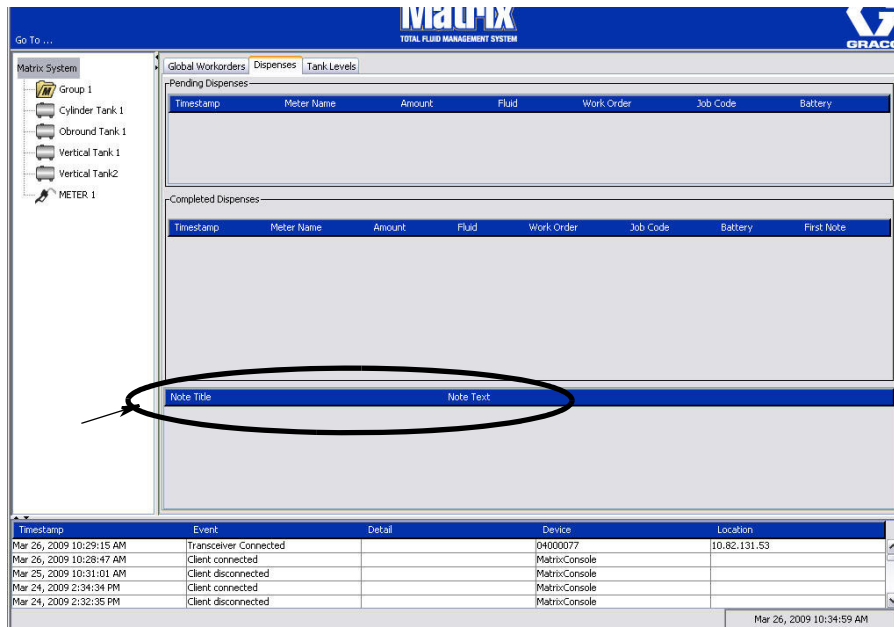 Matrix
TOTAL FLUID MANAGEMENT SYSTEM
GRACO
Go To ...
Matrix System
Group 1
Cylinder Tank 1
Obround Tank 1
Vertical Tank 1
Vertical Tank2
METER 1
Global Workorders Dispenses Tank Levels
Pending Dispenses
Timestamp Meter Name Amount Fluid Work Order Job Code Battery
Completed Dispenses
Timestamp Meter Name Amount Fluid Work Order Job Code Battery First Note
Note Title Note Text
Timestamp Event Detail Device Location
Mar 26, 2009 10:29:15 AM Transceiver Connected 04000077 10.82.131.53
Mar 26, 2009 10:28:47 AM Client connected MatrixConsole
Mar 25, 2009 10:31:01 AM Client disconnected MatrixConsole
Mar 24, 2009 2:34:34 PM Client connected MatrixConsole
Mar 24, 2009 2:32:35 PM Client disconnected MatrixConsole
Mar 26, 2009 10:34:59 AM